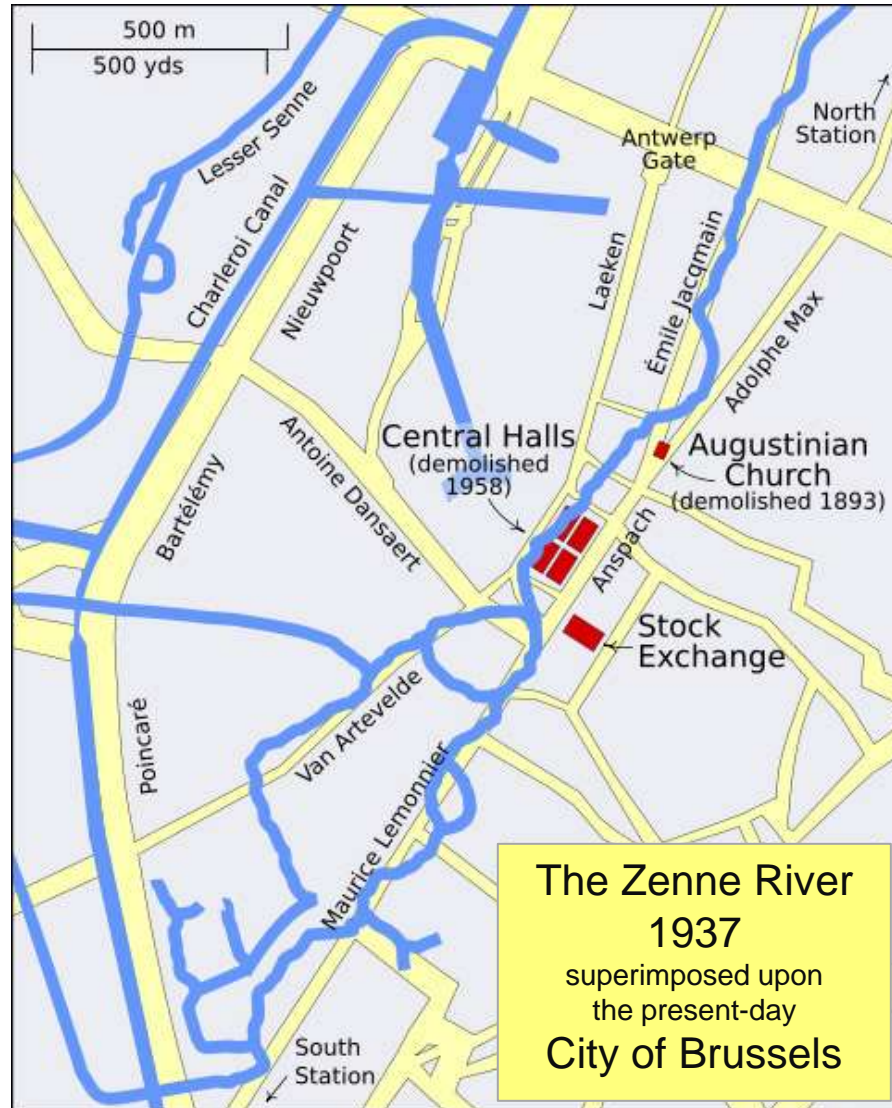 500 m
500 yds
Lesser Senne
Charleroi Canal
Nieuwpoort
North
Station
Antwerp
Gate
Laeken
Émile Jacqmain
Adolphe Max
Central Halls
(demolished
1958)
Augustinian
Church
(demolished 1893)
Antoine Dansaert
Bartélémy
Anspach
Stock
Exchange
Poincaré
Van Artevelde
Maurice Lemonnier
South
Station
The Zenne River
1937
superimposed upon
the present-day
City of Brussels